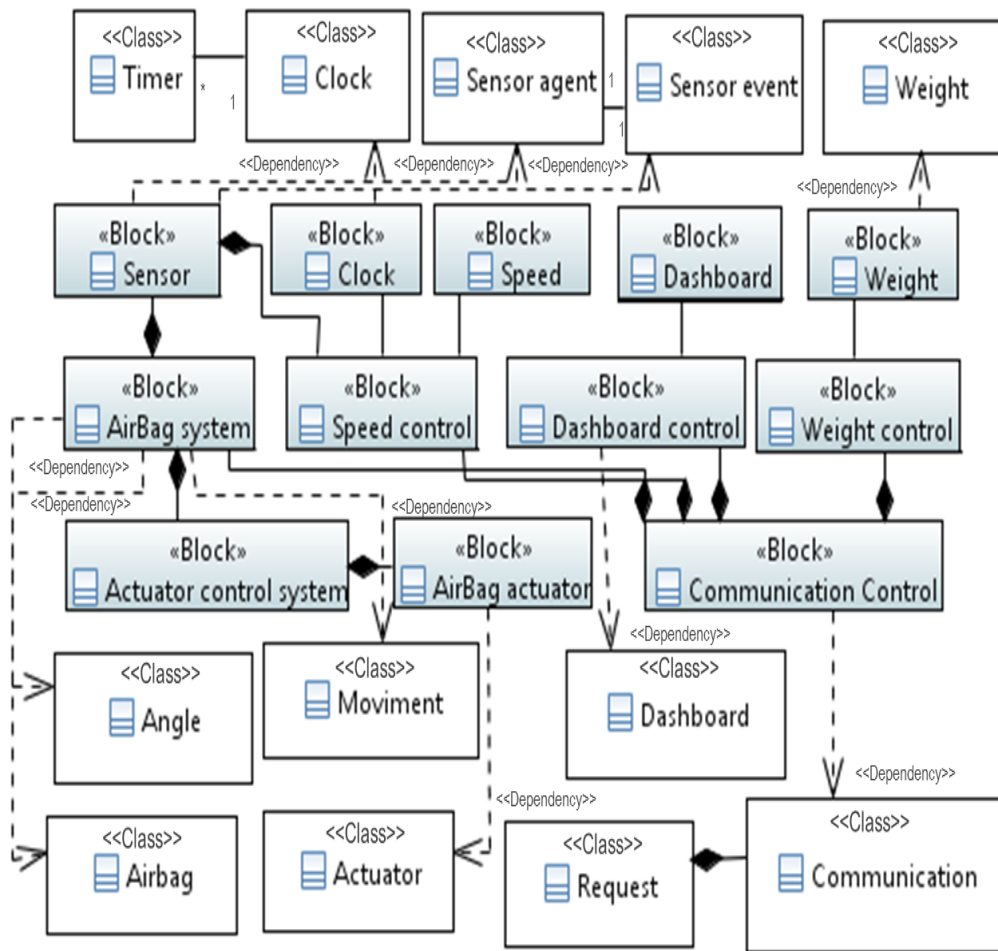 <<Class>>
Timer
*
1
<<Class>>
Clock
<<Class>>
Sensor agent
1
1
<<Class>>
Sensor event
<<Class>>
Weight
<<Dependency>>
<<Dependency>>
<<Dependency>>
<<Dependency>>
«Block»
Sensor
«Block»
Clock
«Block»
Speed
«Block»
Dashboard
«Block»
Weight
«Block»
AirBag system
«Block»
Speed control
«Block»
Dashboard control
«Block»
Weight control
<<Dependency>>
<<Dependency>>
<<Dependency>>
«Block»
Actuator control system
«Block»
AirBag actuator
«Block»
Communication Control
<<Dependency>>
<<Class>>
Angle
<<Class>>
Moviment
<<Class>>
Dashboard
<<Dependency>>
<<Dependency>>
<<Class>>
Airbag
<<Class>>
Actuator
<<Class>>
Request
<<Class>>
Communication